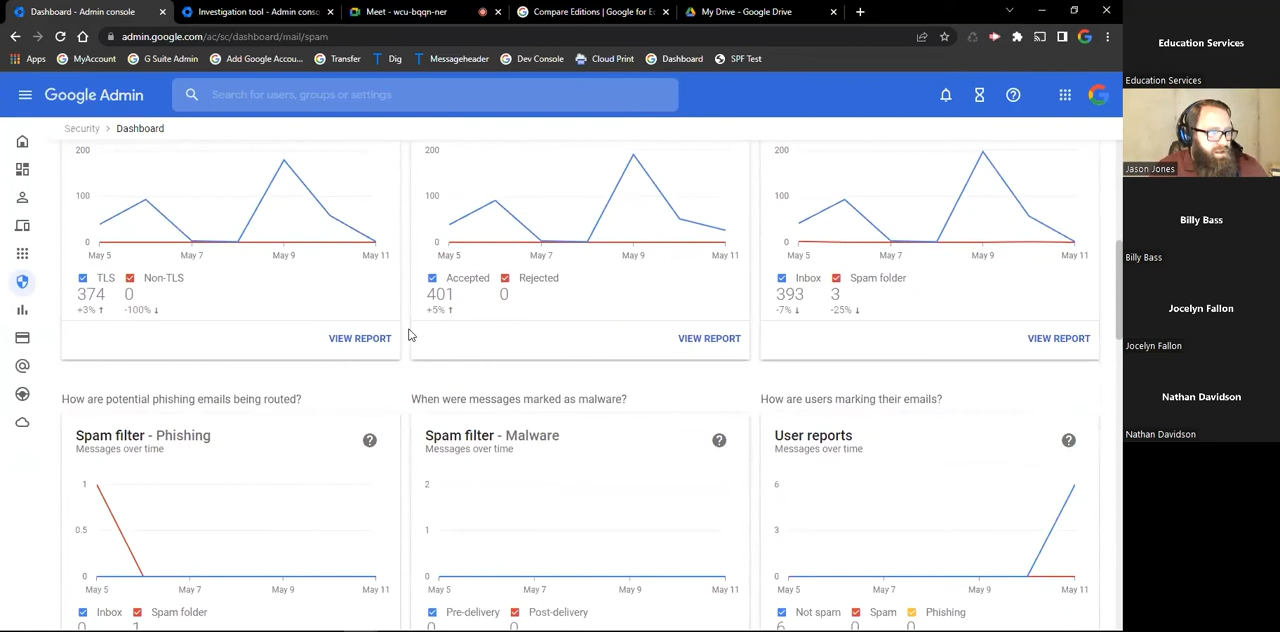 Dashboard - Admin console
Investigation tool - Admin conso
Meet - wcu-bqqn-ner
Compare Editions | Google for E
My Drive - Google Drive
admin.google.com/ac/sc/dashboard/mail/spam
Apps MyAccount G Suite Admin Add Google Accou... Transfer Dig Messageheader Dev Console Cloud Print Dashboard SPF Test
Google Admin
Search for users, groups or settings
Security > Dashboard
200
100
0
May 5 May 7 May 9 May 11
TLS Non-TLS
374 0
+3% ↑ -100% ↓
VIEW REPORT
200
100
0
May 5 May 7 May 9 May 11
Accepted Rejected
401 0
+5% ↑
VIEW REPORT
200
100
0
May 5 May 7 May 9 May 11
Inbox Spam folder
393 3
-7% ↓ -25% ↓
VIEW REPORT
How are potential phishing emails being routed?
Spam filter - Phishing
Messages over time
1
0.5
0
May 5 May 7 May 9 May 11
Inbox Spam folder
0 1
When were messages marked as malware?
Spam filter - Malware
Messages over time
2
1
0
May 5 May 7 May 9 May 11
Pre-delivery Post-delivery
0 0
How are users marking their emails?
User reports
Messages over time
6
3
0
May 5 May 7 May 9 May 11
Not spam Spam Phishing
6 0 0
Education Services
Education Services
Jason Jones
Billy Bass
Billy Bass
Jocelyn Fallon
Jocelyn Fallon
Nathan Davidson
Nathan Davidson